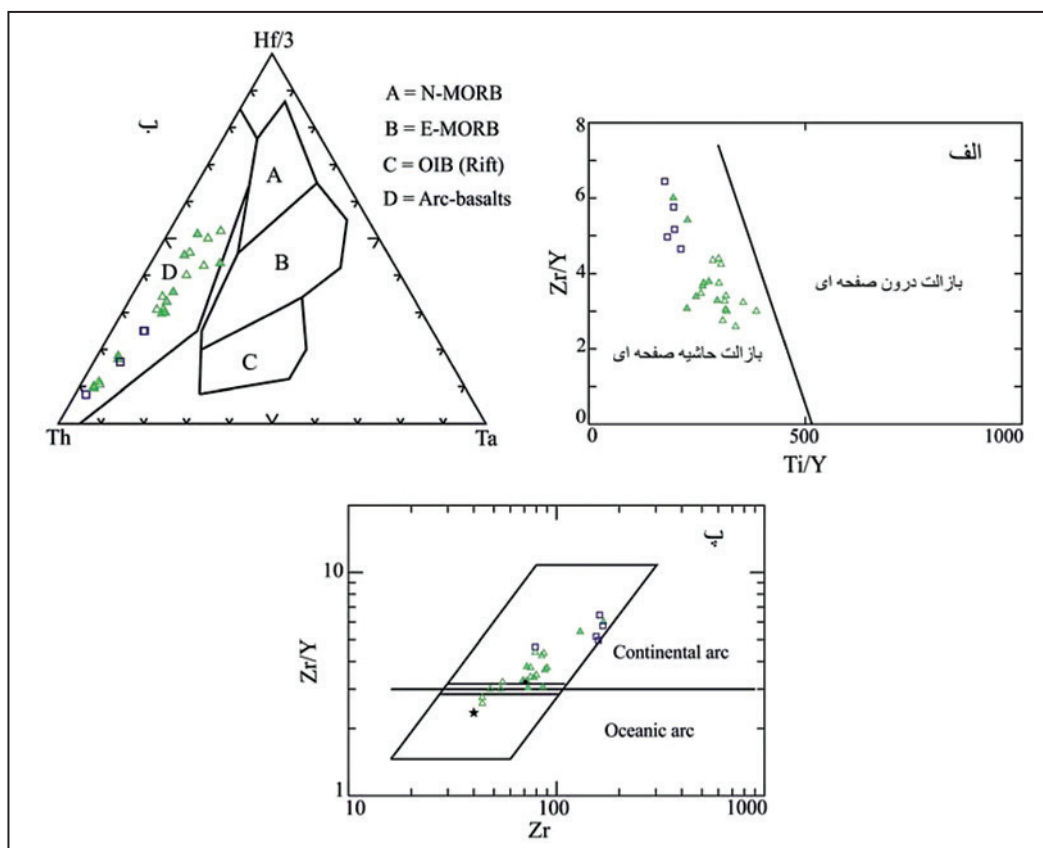 Hf/3
ب
A = N-MORB
B = E-MORB
C = OIB (Rift)
D = Arc-basalts
A
B
C
D
Th
Ta
الف
8
6
4
2
0
Zr/Y
بازالت درون صفحه ای
بازالت حاشیه صفحه ای
0
500
1000
Ti/Y
پ
10
1
Zr/Y
Continental arc
Oceanic arc
10
100
1000
Zr